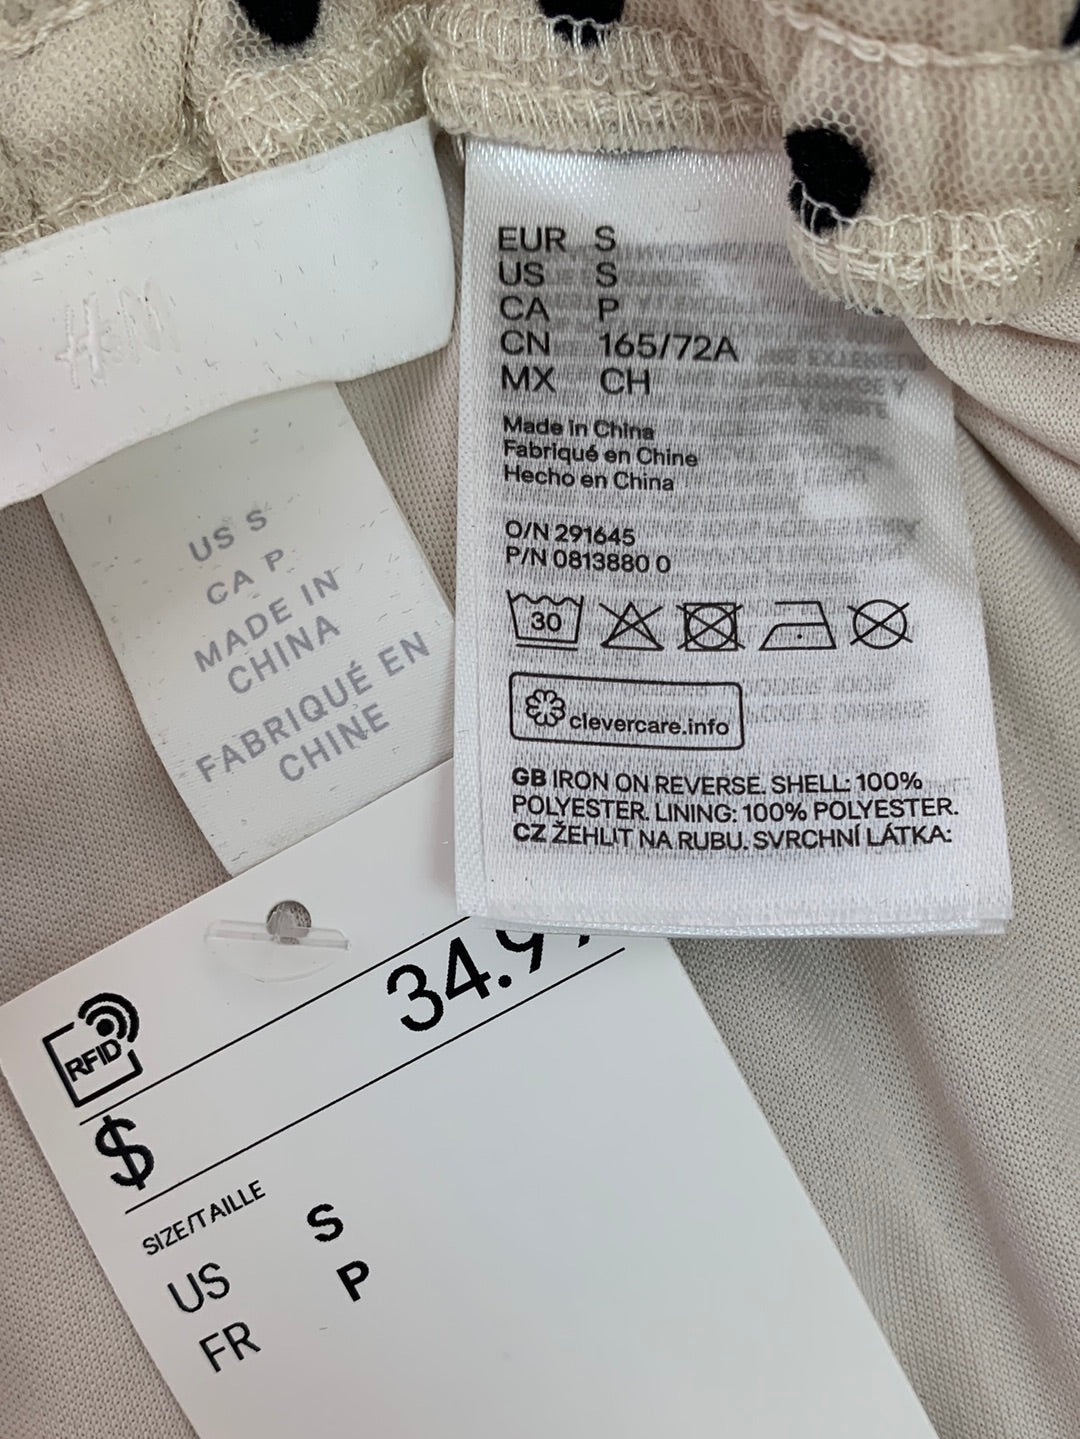 H&M
US S
CA P
MADE IN
CHINA
FABRIQUÉ EN
CHINE
EUR S
US S
CA P
CN 165/72A
MX CH
Made in China
Fabriqué en Chine
Hecho en China
O/N 291645
P/N 0813880 0
30
clevercare.info
GB IRON ON REVERSE. SHELL: 100%
POLYESTER. LINING: 100% POLYESTER.
CZ ŽEHLIT NA RUBU. SVRCHNÍ LÁTKA:
RFID
$ 34.9
SIZE/TAILLE
US S
FR P